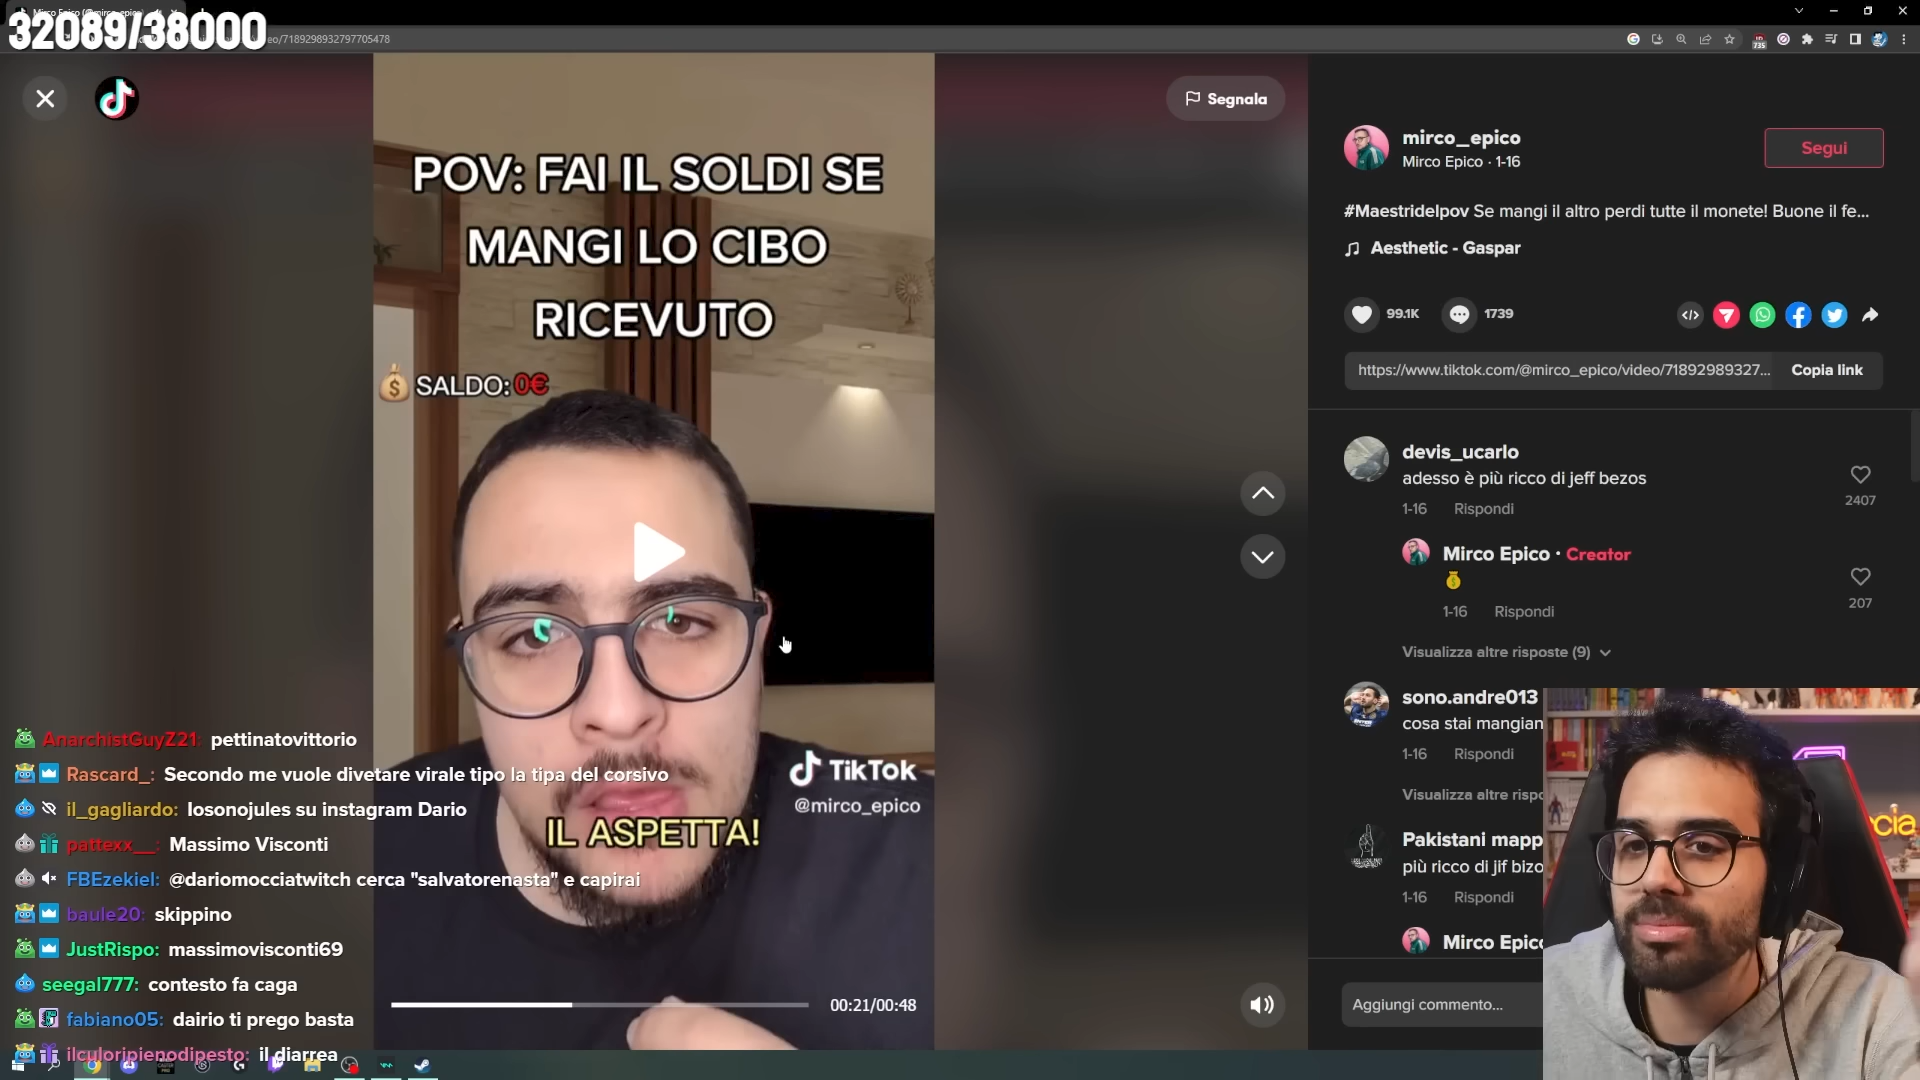 32089/38000
eo/7189298932797705478
Segnala
735
POV: FAI IL SOLDI SE
MANGI LO CIBO
RICEVUTO
SALDO:0€
TikTok
@mirco_epico
IL ASPETTA!
00:21/00:48
AnarchistGuyZ21: pettinatovittorio
Rascard_: Secondo me vuole divetare virale tipo la tipa del corsivo
il_gagliardo: Iosonojules su instagram Dario
pattexx__: Massimo Visconti
FBEzekiel: @dariomocciatwitch cerca "salvatorenasta" e capirai
baule20: skippino
JustRispo: massimovisconti69
seegal777: contesto fa caga
fabiano05: dairio ti prego basta
ilculoripienodipesto: il diarrea
mirco_epico
Mirco Epico · 1-16
Segui
#Maestridelpov Se mangi il altro perdi tutte il monete! Buone il fe...
Aesthetic - Gaspar
99.1K
1739
https://www.tiktok.com/@mirco_epico/video/71892989327...
Copia link
devis_ucarlo
adesso è più ricco di jeff bezos
2407
1-16 Rispondi
Mirco Epico · Creator
207
1-16 Rispondi
Visualizza altre risposte (9)
sono.andre013
cosa stai mangian
1-16 Rispondi
Visualizza altre rispo
Pakistani mapp
più ricco di jif bizo
1-16 Rispondi
Mirco Epic
Aggiungi commento...
cia